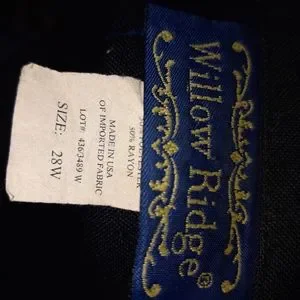 Willow Ridge®
50% RAYON
MADE IN USA
OF IMPORTED FABRIC
LOT# 436/3489 W
SIZE: 28W